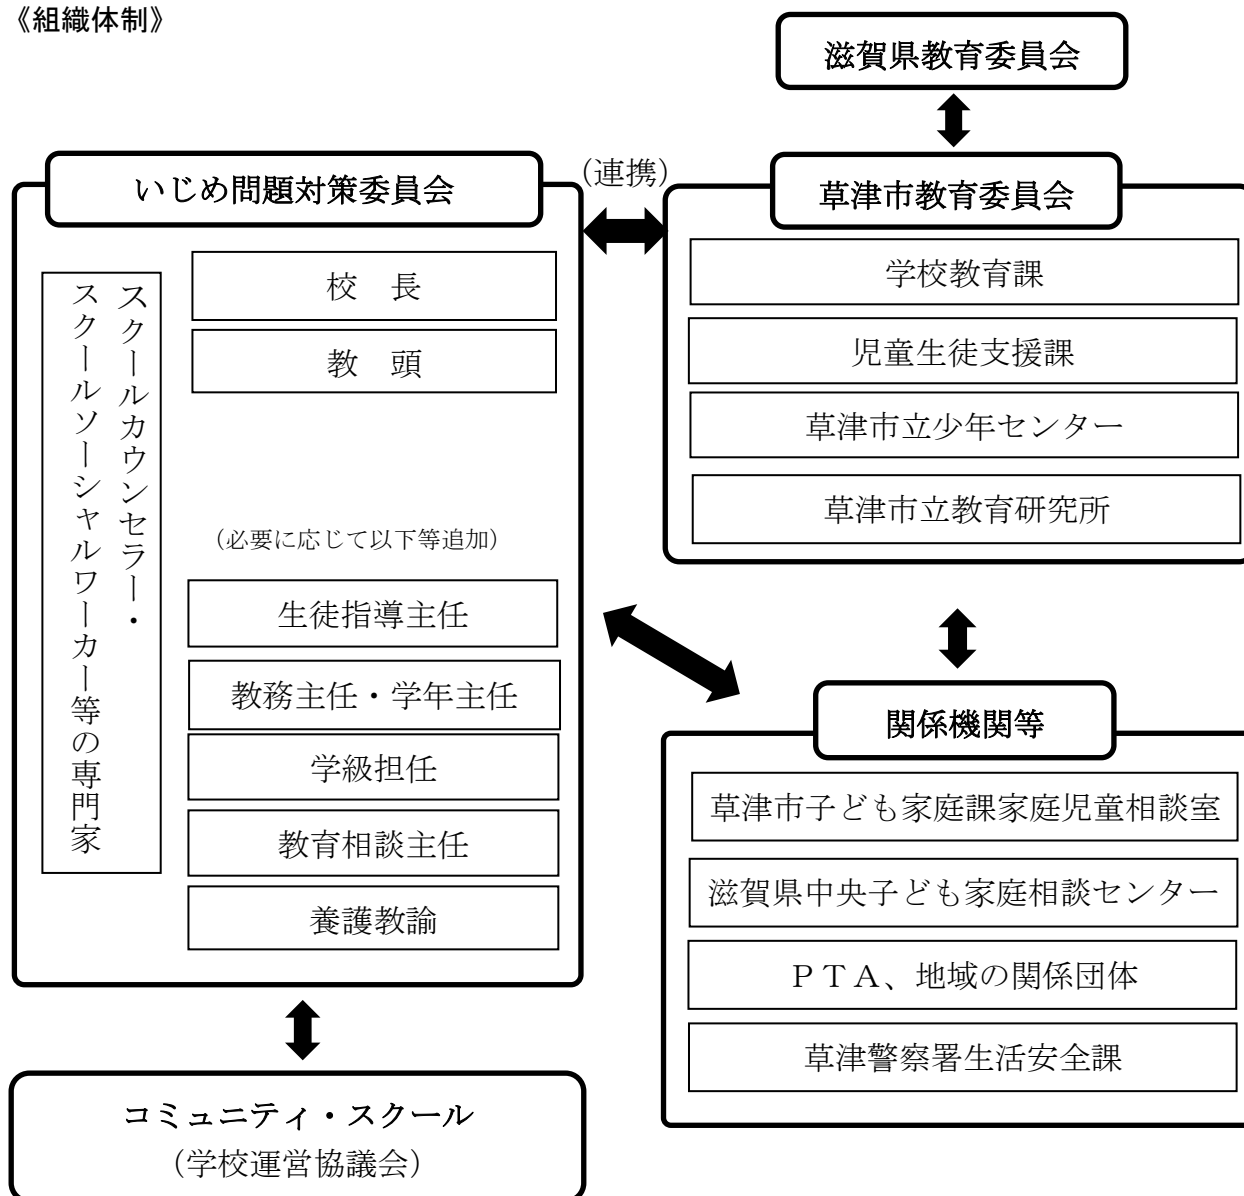 《組織体制》
滋賀県教育委員会
いじめ問題対策委員会
スクールカウンセラー・
スクールソーシャルワーカー等の専門家
校　長
教　頭
（必要に応じて以下等追加）
生徒指導主任
教務主任・学年主任
学級担任
教育相談主任
養護教諭
（連携）
草津市教育委員会
学校教育課
児童生徒支援課
草津市立少年センター
草津市立教育研究所
関係機関等
草津市子ども家庭課家庭児童相談室
滋賀県中央子ども家庭相談センター
ＰＴＡ、地域の関係団体
草津警察署生活安全課
コミュニティ・スクール
（学校運営協議会）